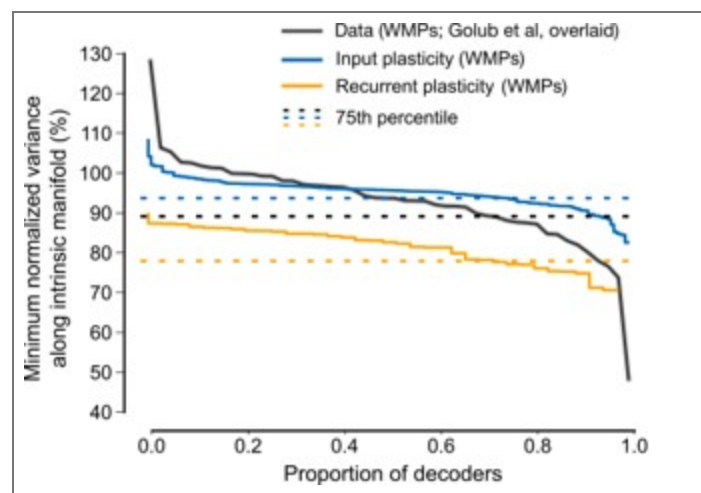 Data (WMPs; Golub et al, overlaid)
Input plasticity (WMPs)
Recurrent plasticity (WMPs)
75th percentile
Minimum normalized variance
along intrinsic manifold (%)
130
120
110
100
90
80
70
60
50
40
0.0 0.2 0.4 0.6 0.8 1.0
Proportion of decoders